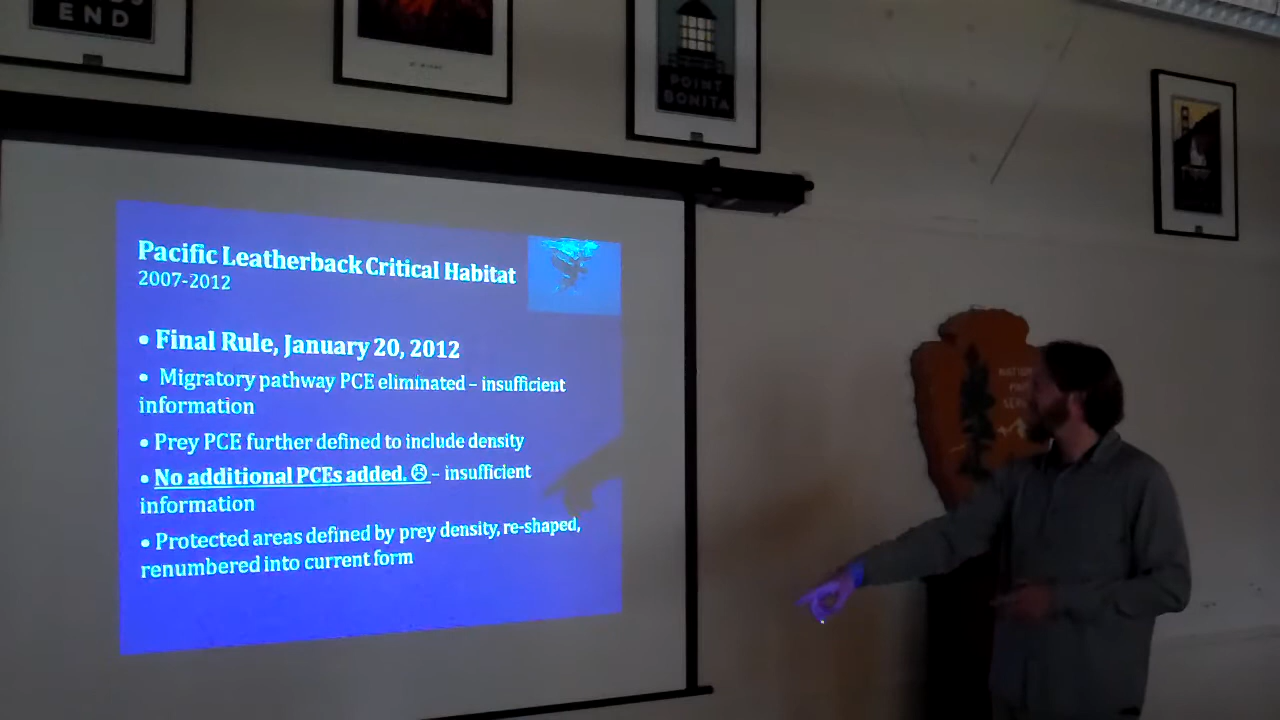 END
POINT
BONITA
Pacific Leatherback Critical Habitat
2007-2012
• Final Rule, January 20, 2012
• Migratory pathway PCE eliminated – insufficient
information
• Prey PCE further defined to include density
• No additional PCEs added. ☹ – insufficient
information
• Protected areas defined by prey density, re-shaped,
renumbered into current form